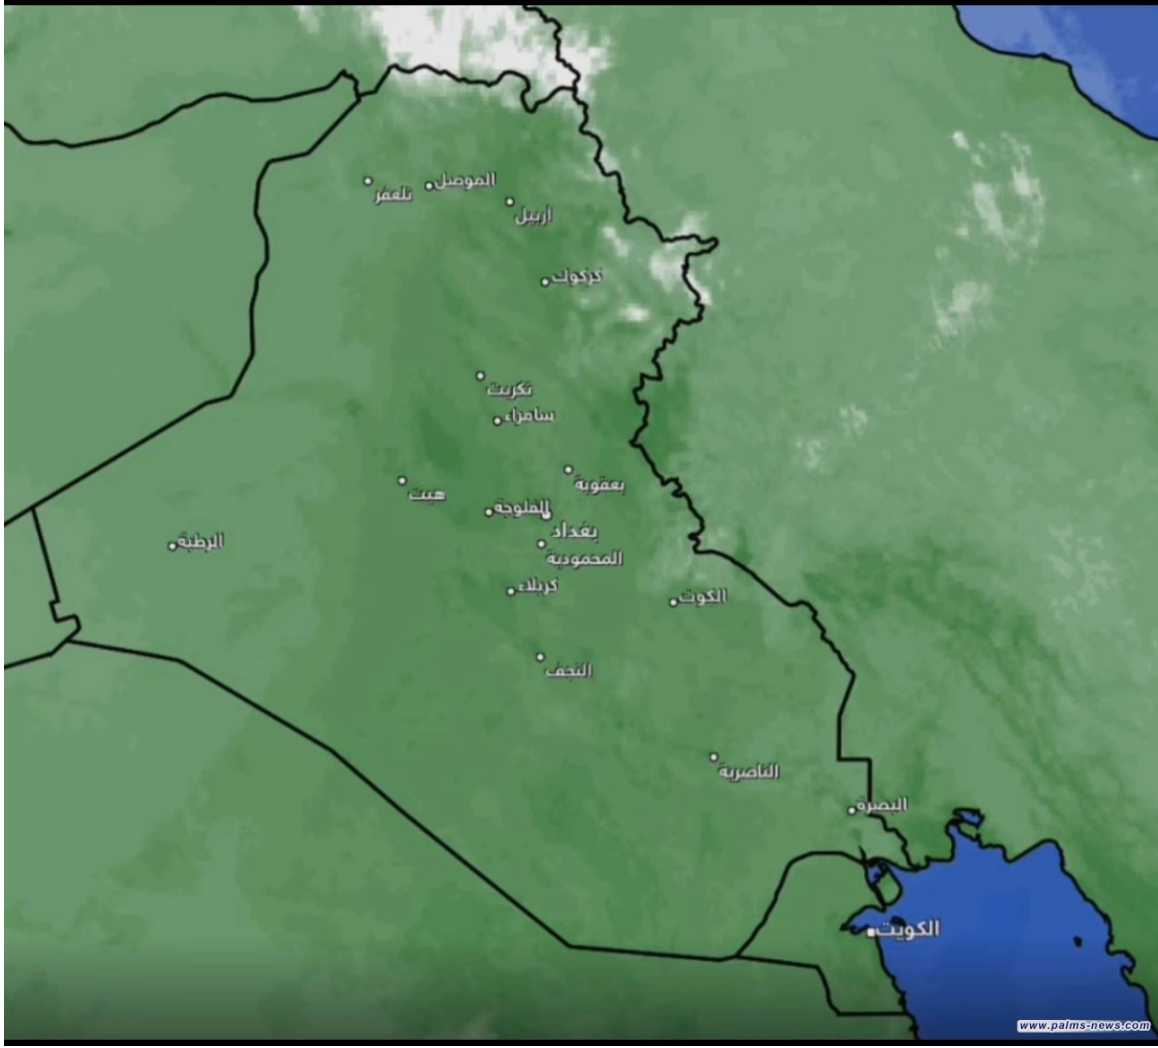 الموصل
تلعفر
اربيل
كركوك
تكريت
سامراء
بعقوبة
هيت
الفلوجة
بغداد
الرطبة
المحمودية
كربلاء
الكوت
النجف
الناصرية
البصرة
الكويت
www.palms-news.com